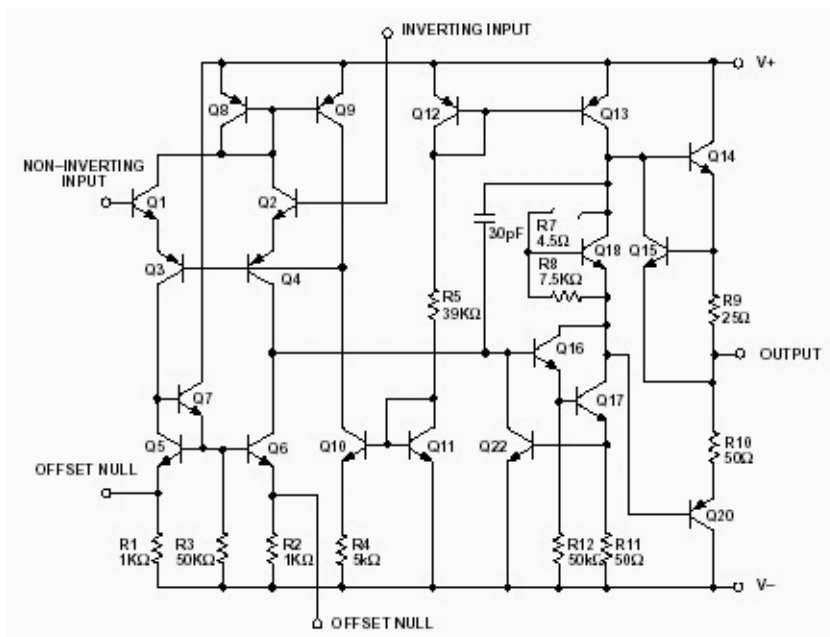 INVERTING INPUT
V+
Q8
Q9
Q12
Q13
Q14
NON–INVERTING
INPUT
Q1
Q2
30pF
R7
4.5Ω
Q18
Q15
R8
7.5KΩ
Q3
Q4
R5
39KΩ
R9
25Ω
Q16
OUTPUT
Q7
Q17
Q5
Q6
Q10
Q11
Q22
R10
50Ω
OFFSET NULL
Q20
R1
1KΩ
R3
50KΩ
R2
1KΩ
R4
5kΩ
R12
50kΩ
R11
50Ω
V–
OFFSET NULL